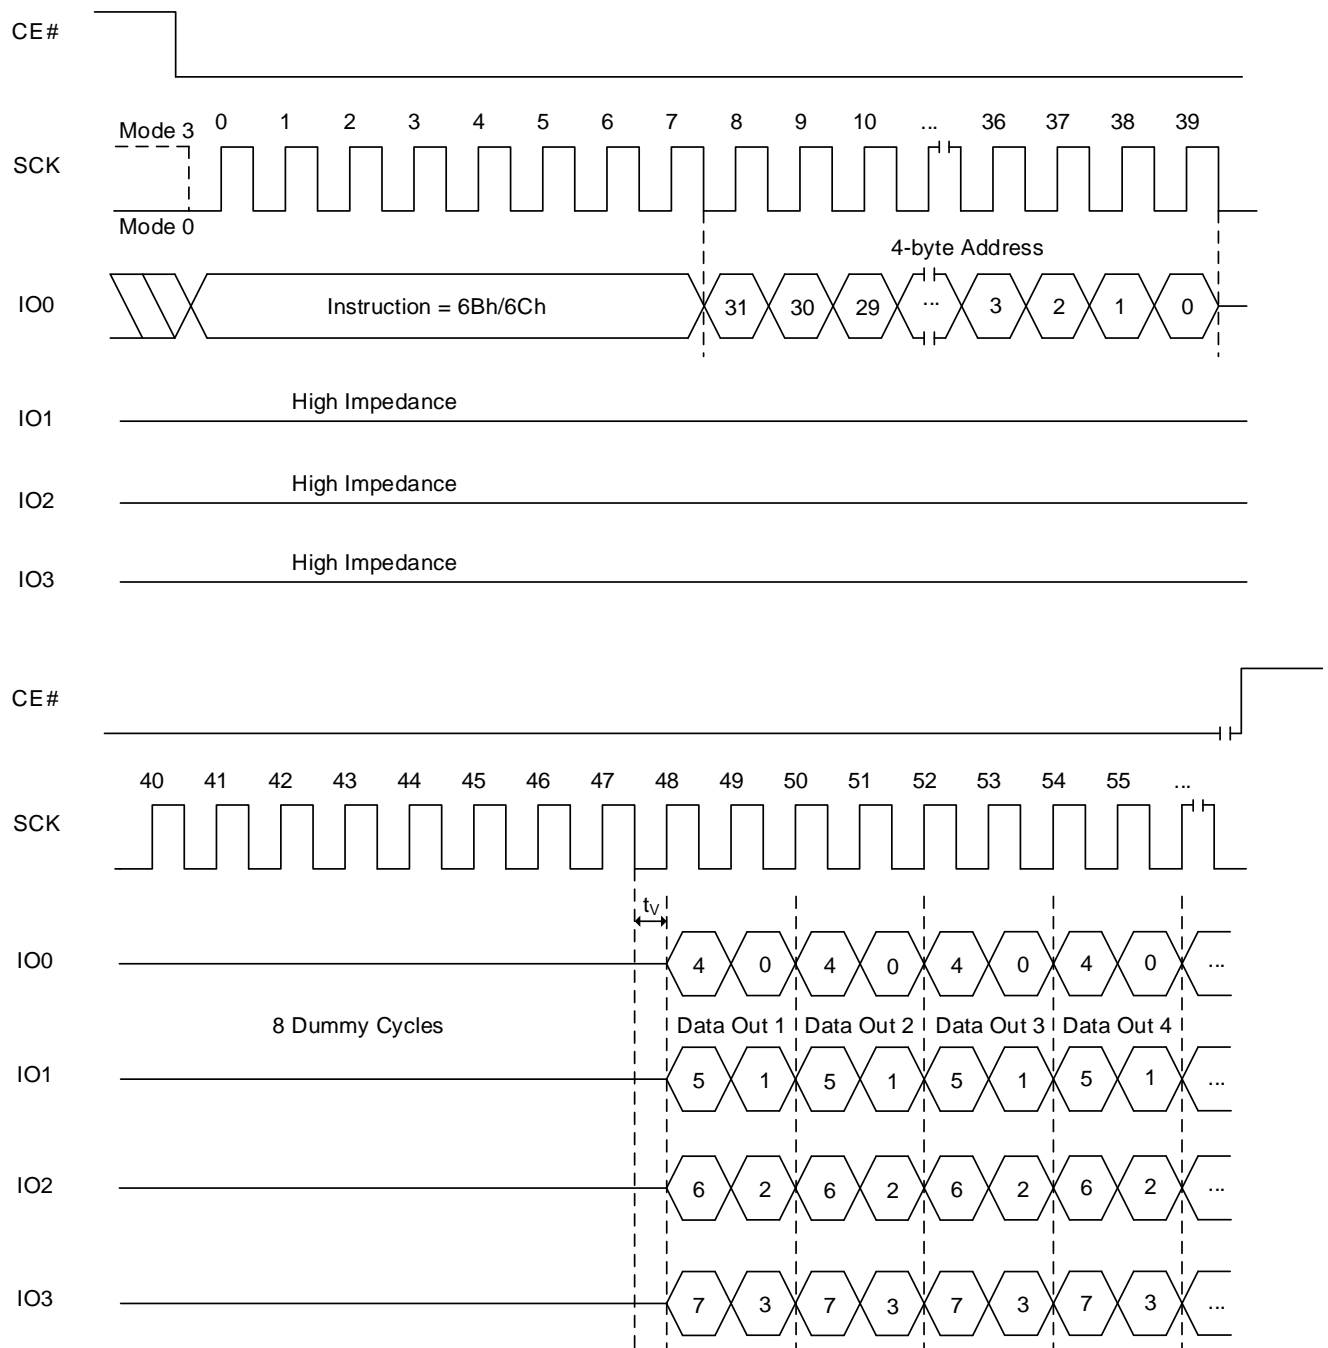 CE#
Mode 3 0 1 2 3 4 5 6 7 8 9 10 ... 36 37 38 39
SCK
Mode 0
4-byte Address
IO0 Instruction = 6Bh/6Ch 31 30 29 ... 3 2 1 0
High Impedance
IO1
High Impedance
IO2
High Impedance
IO3
CE#
40 41 42 43 44 45 46 47 48 49 50 51 52 53 54 55 ...
SCK
tV
IO0 4 0 4 0 4 0 4 0 ...
8 Dummy Cycles Data Out 1 Data Out 2 Data Out 3 Data Out 4
IO1 5 1 5 1 5 1 5 1 ...
IO2 6 2 6 2 6 2 6 2 ...
IO3 7 3 7 3 7 3 7 3 ...